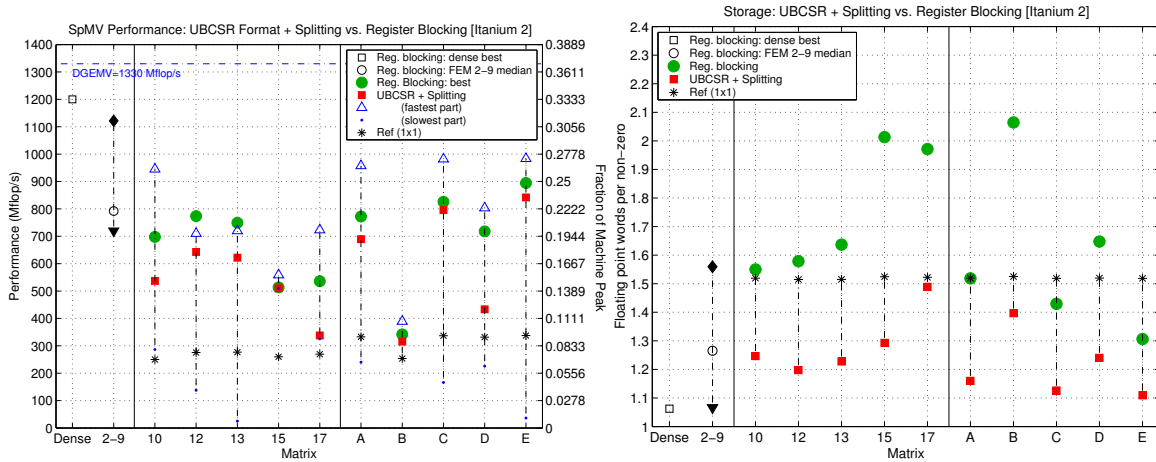 SpMV Performance: UBCSR Format + Splitting vs. Register Blocking [Itanium 2]
Performance (Mflop/s)
1400
1300
1200
1100
1000
900
800
700
600
500
400
300
200
100
0
DGEMV=1330 Mflop/s
Reg. blocking: dense best
Reg. blocking: FEM 2−9 median
Reg. Blocking: best
UBCSR + Splitting
(fastest part)
(slowest part)
Ref (1x1)
0.3889
0.3611
0.3333
0.3056
0.2778
0.25
0.2222
0.1944
0.1667
0.1389
0.1111
0.0833
0.0556
0.0278
0
Fraction of Machine Peak
Dense 2−9 10 12 13 15 17 A B C D E
Matrix
Storage: UBCSR + Splitting vs. Register Blocking [Itanium 2]
Floating point words per non−zero
2.4
2.3
2.2
2.1
2
1.9
1.8
1.7
1.6
1.5
1.4
1.3
1.2
1.1
1
Reg. blocking: dense best
Reg. blocking: FEM 2−9 median
Reg. blocking
UBCSR + Splitting
Ref (1x1)
Dense 2−9 10 12 13 15 17 A B C D E
Matrix